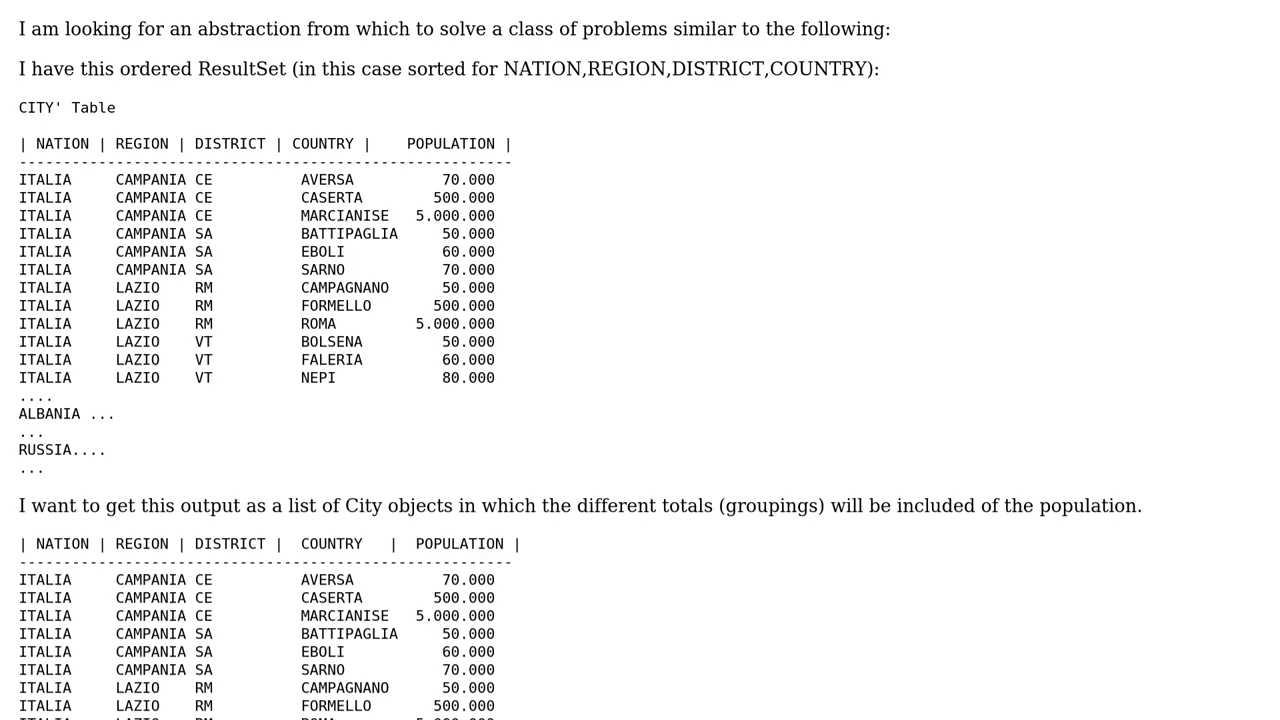 I am looking for an abstraction from which to solve a class of problems similar to the following:
I have this ordered ResultSet (in this case sorted for NATION,REGION,DISTRICT,COUNTRY):
CITY' Table
| NATION | REGION | DISTRICT | COUNTRY |    POPULATION |
--------------------------------------------------------
ITALIA     CAMPANIA CE          AVERSA          70.000
ITALIA     CAMPANIA CE          CASERTA        500.000
ITALIA     CAMPANIA CE          MARCIANISE   5.000.000
ITALIA     CAMPANIA SA          BATTIPAGLIA     50.000
ITALIA     CAMPANIA SA          EBOLI           60.000
ITALIA     CAMPANIA SA          SARNO           70.000
ITALIA     LAZIO    RM          CAMPAGNANO      50.000
ITALIA     LAZIO    RM          FORMELLO       500.000
ITALIA     LAZIO    RM          ROMA         5.000.000
ITALIA     LAZIO    VT          BOLSENA         50.000
ITALIA     LAZIO    VT          FALERIA         60.000
ITALIA     LAZIO    VT          NEPI            80.000
....
ALBANIA ...
...
RUSSIA....
...
I want to get this output as a list of City objects in which the different totals (groupings) will be included of the population.
| NATION | REGION | DISTRICT |  COUNTRY   |  POPULATION |
--------------------------------------------------------
ITALIA     CAMPANIA CE          AVERSA          70.000
ITALIA     CAMPANIA CE          CASERTA        500.000
ITALIA     CAMPANIA CE          MARCIANISE   5.000.000
ITALIA     CAMPANIA SA          BATTIPAGLIA     50.000
ITALIA     CAMPANIA SA          EBOLI           60.000
ITALIA     CAMPANIA SA          SARNO           70.000
ITALIA     LAZIO    RM          CAMPAGNANO      50.000
ITALIA     LAZIO    RM          FORMELLO       500.000